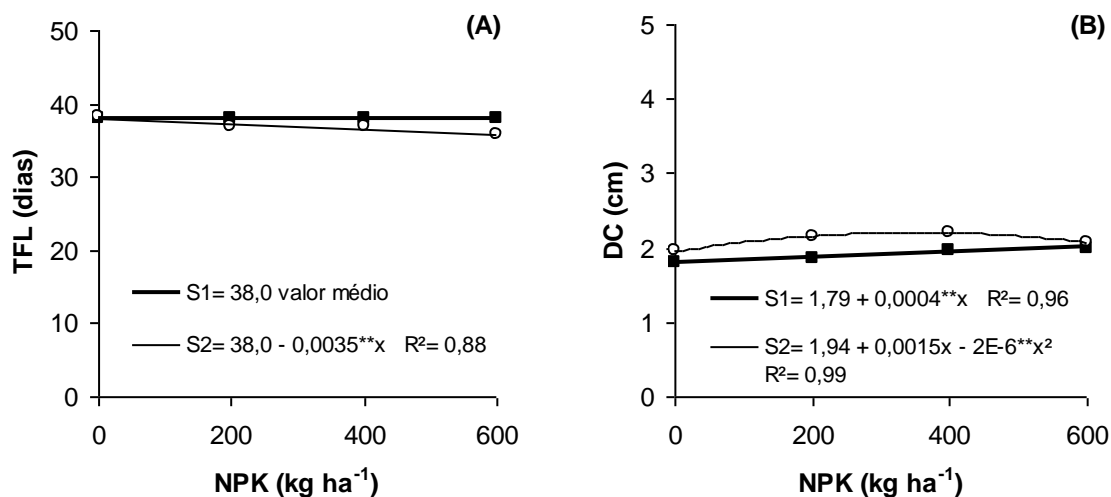 (A)
50
40
30
20
10
0
TFL (dias)
S1= 38,0 valor médio
S2= 38,0 - 0,0035**x R²= 0,88
0 200 400 600
NPK (kg ha⁻¹)
(B)
5
4
3
2
1
0
DC (cm)
S1= 1,79 + 0,0004**x R²= 0,96
S2= 1,94 + 0,0015x - 2E-6**x²
R²= 0,99
0 200 400 600
NPK (kg ha⁻¹)